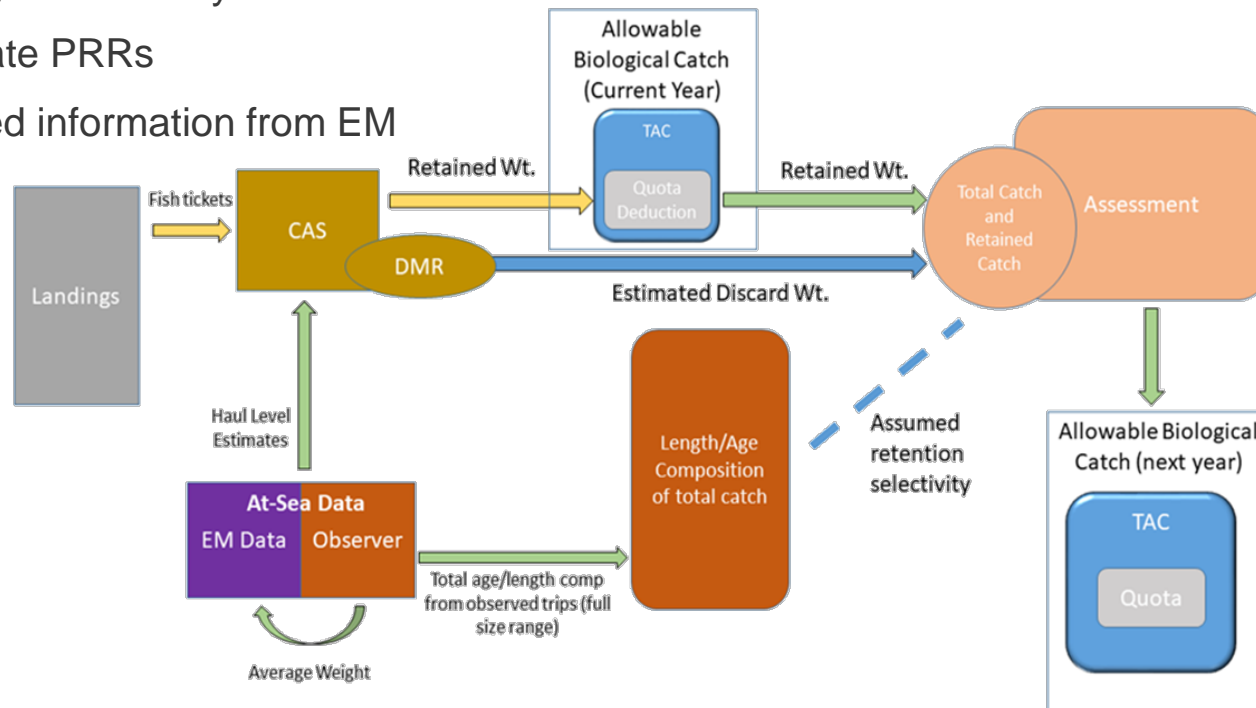 ate PRRs
ed information from EM
Allowable
Biological Catch
(Current Year)
TAC
Quota
Deduction
Retained Wt.
Retained Wt.
Fish tickets
CAS
DMR
Landings
Estimated Discard Wt.
Total Catch
and
Retained
Catch
Assessment
Haul Level
Estimates
At-Sea Data
EM Data
Observer
Total age/length comp
from observed trips (full
size range)
Average Weight
Length/Age
Composition
of total catch
Assumed
retention
selectivity
Allowable Biological
Catch (next year)
TAC
Quota